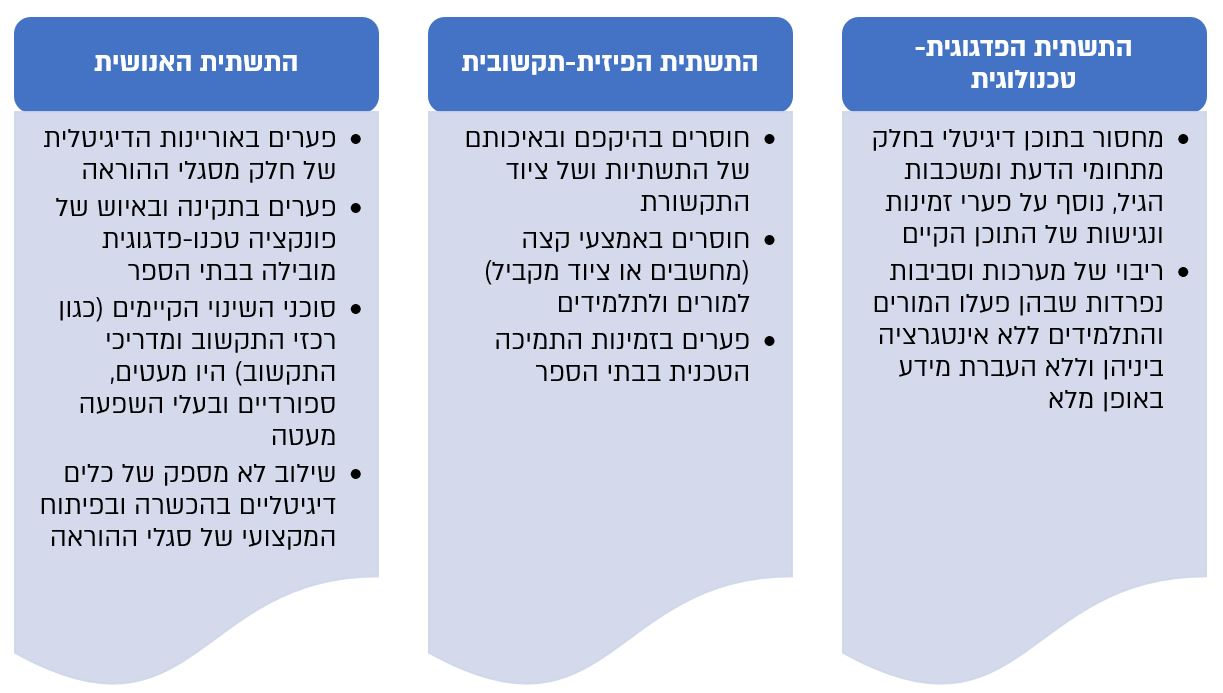 התשתית הפדגוגית-
טכנולוגית
• מחסור בתוכן דיגיטלי בחלק
מתחומי הדעת ומשכבות
הגיל, נוסף על פערי זמינות
ונגישות של התוכן הקיים
• ריבוי של מערכות וסביבות
נפרדות שבהן פעלו המורים
והתלמידים ללא אינטגרציה
ביניהן וללא העברת מידע
באופן מלא
התשתית הפיזית-תקשובית
• חוסרים בהיקפם ובאיכותם
של התשתיות ושל ציוד
התקשורת
• חוסרים באמצעי קצה
(מחשבים או ציוד מקביל)
למורים ולתלמידים
• פערים בזמינות התמיכה
הטכנית בבתי הספר
התשתית האנושית
• פערים באוריינות הדיגיטלית
של חלק מסגלי ההוראה
• פערים בתקינה ובאיוש של
פונקציה טכנו-פדגוגית
מובילה בבתי הספר
• סוכני השינוי הקיימים (כגון
רכזי התקשוב ומדריכי
התקשוב) היו מעטים,
ספורדיים ובעלי השפעה
מעטה
• שילוב לא מספק של כלים
דיגיטליים בהכשרה ובפיתוח
המקצועי של סגלי ההוראה